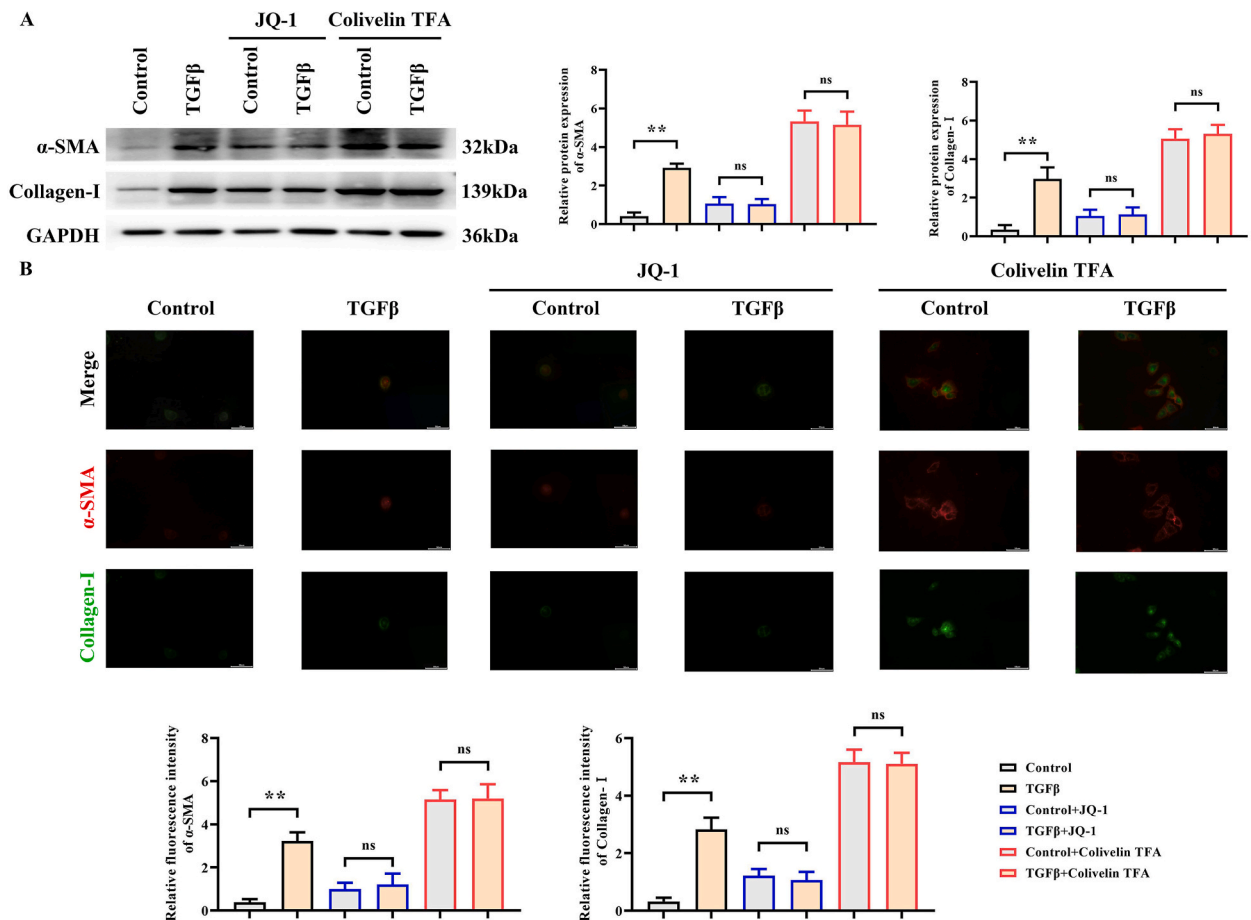 A
JQ-1
Colivelin TFA
Control
TGFβ
Control
TGFβ
Control
TGFβ
α-SMA
32kDa
Collagen-I
139kDa
GAPDH
36kDa
Relative protein expression
of α-SMA
8
6
4
2
0
**
ns
ns
Relative protein expression
of Collagen- I
8
6
4
2
0
**
ns
ns
B
JQ-1
Colivelin TFA
Control
TGFβ
Control
TGFβ
Control
TGFβ
Merge
α-SMA
Collagen-I
Relative fluorescence intensity
of α-SMA
8
6
4
2
0
**
ns
ns
Relative fluorescence intensity
of Collagen- I
6
4
2
0
**
ns
ns
Control
TGFβ
Control+JQ-1
TGFβ+JQ-1
Control+Colivelin TFA
TGFβ+Colivelin TFA